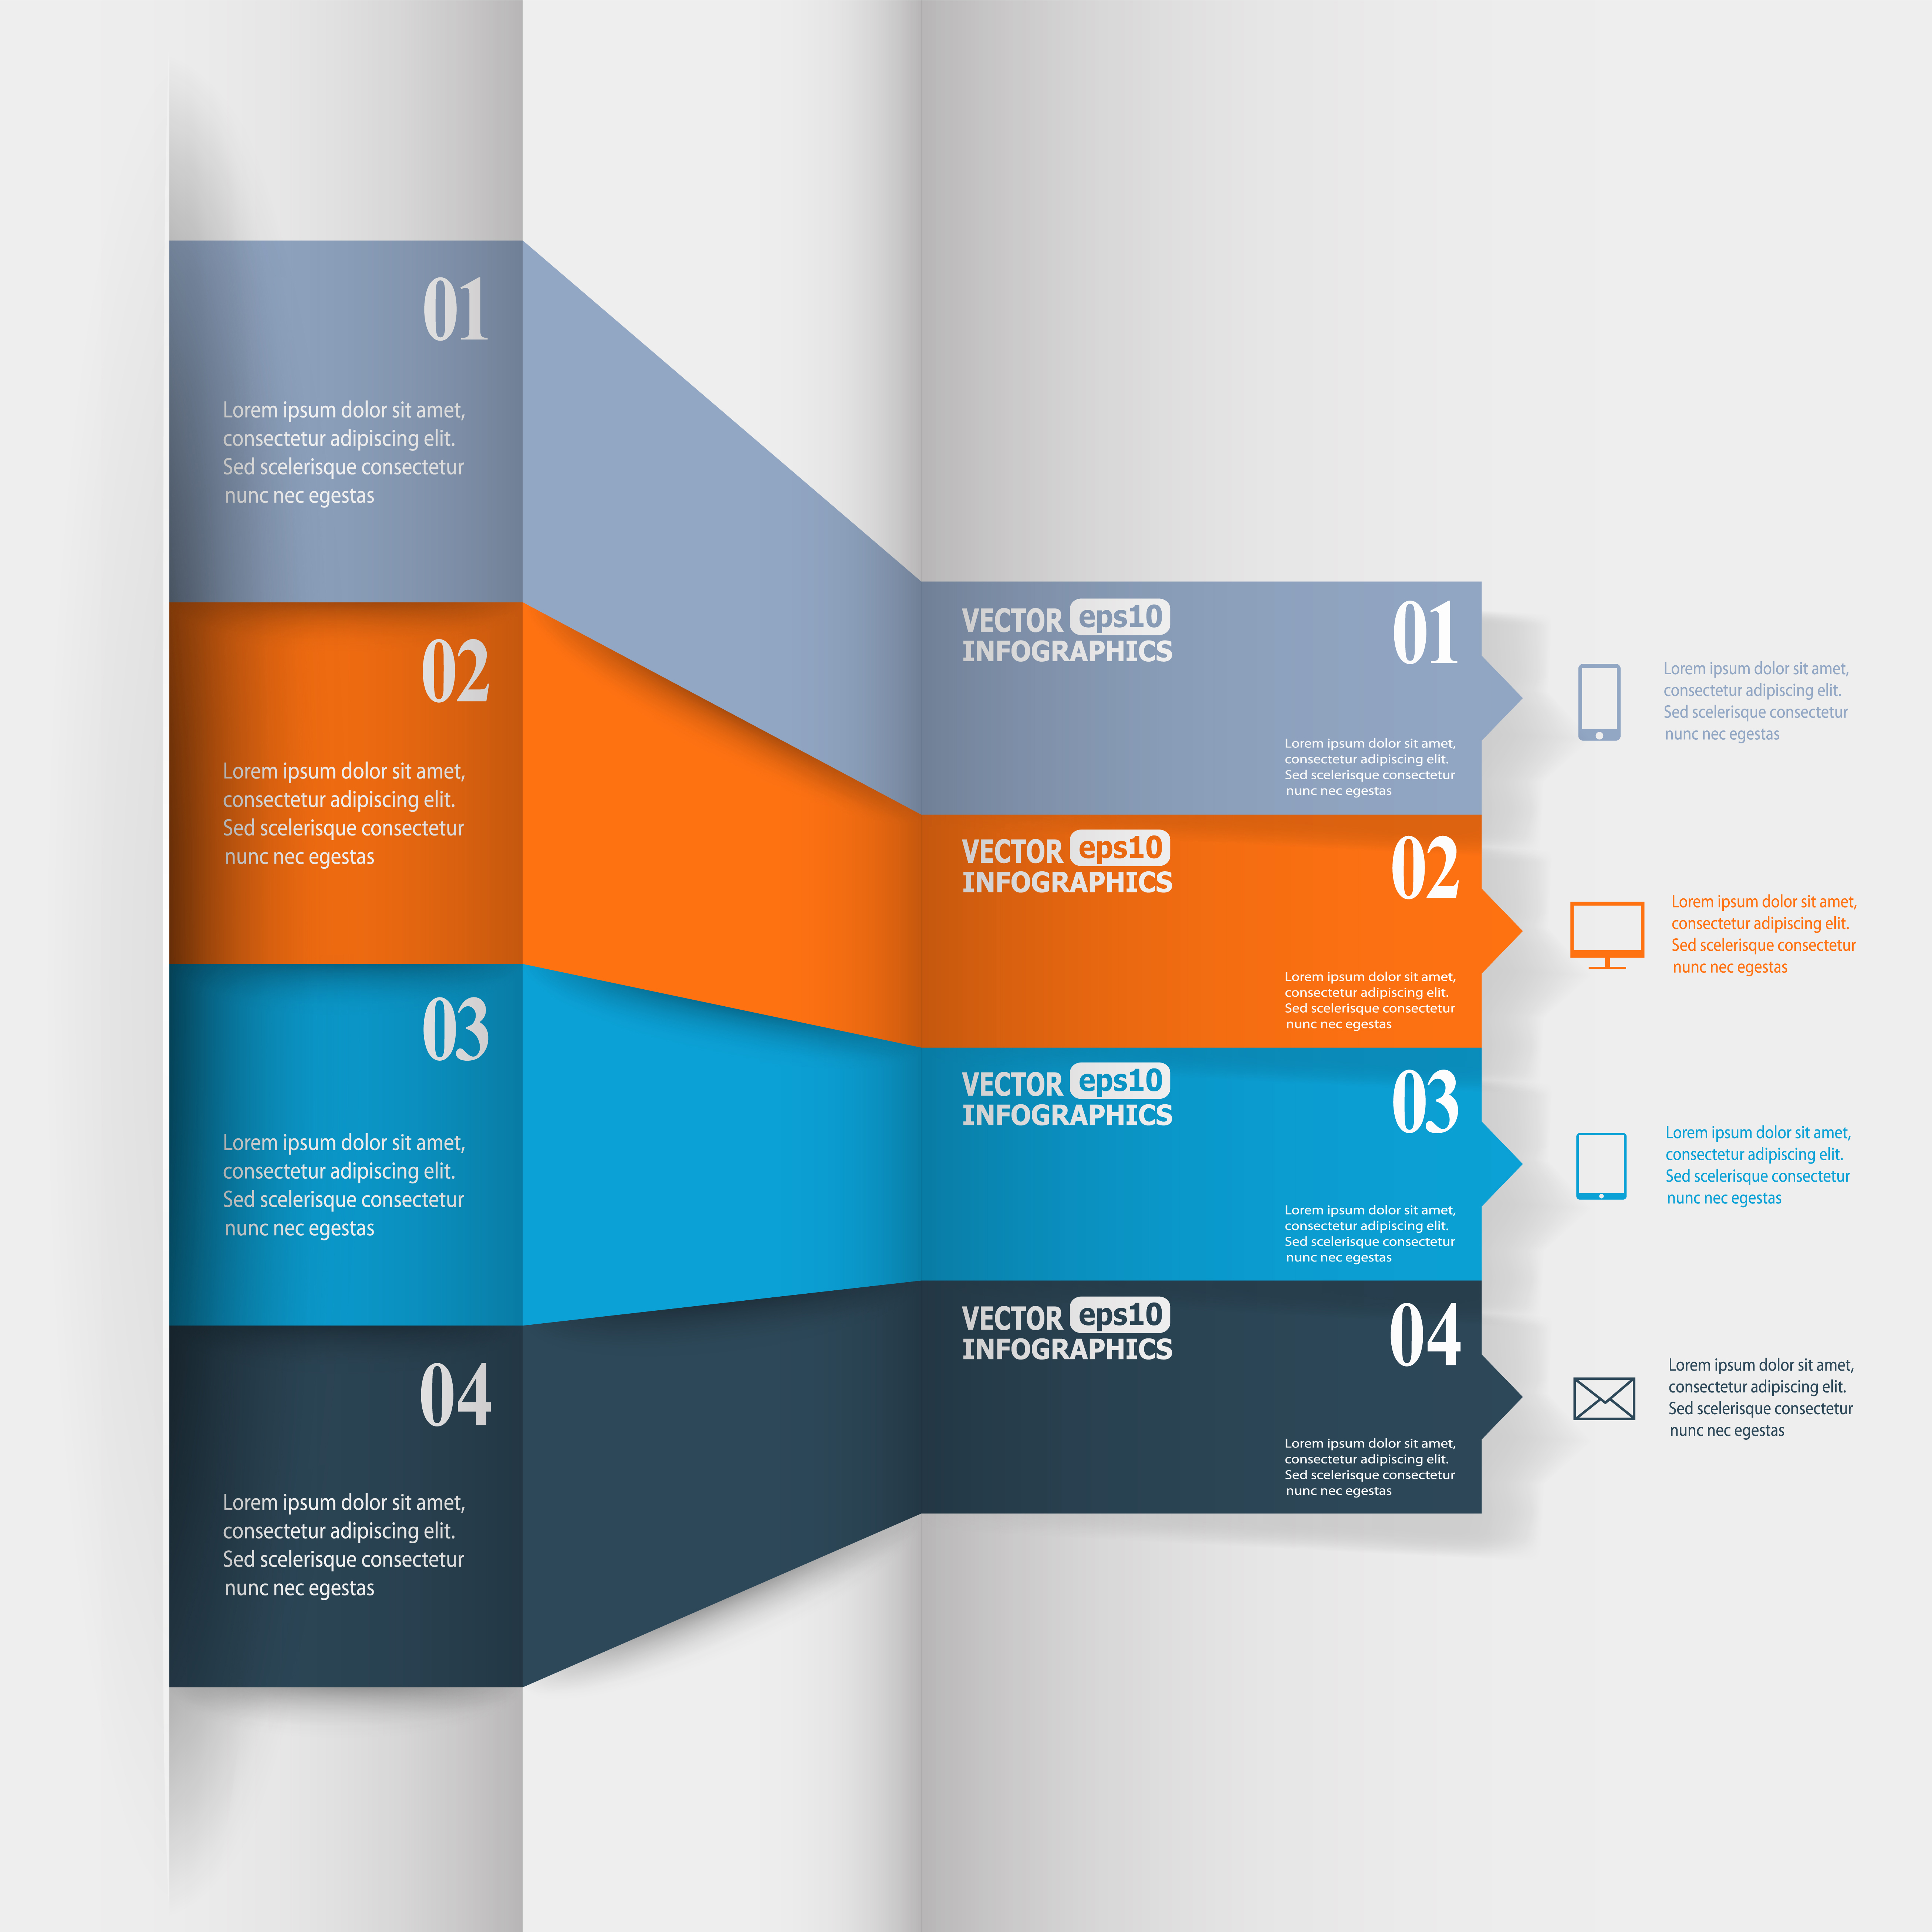 01
Lorem ipsum dolor sit amet,
consectetur adipiscing elit.
Sed scelerisque consectetur
nunc nec egestas
02
Lorem ipsum dolor sit amet,
consectetur adipiscing elit.
Sed scelerisque consectetur
nunc nec egestas
03
Lorem ipsum dolor sit amet,
consectetur adipiscing elit.
Sed scelerisque consectetur
nunc nec egestas
04
Lorem ipsum dolor sit amet,
consectetur adipiscing elit.
Sed scelerisque consectetur
nunc nec egestas
VECTOR eps10
INFOGRAPHICS
01
Lorem ipsum dolor sit amet,
consectetur adipiscing elit.
Sed scelerisque consectetur
nunc nec egestas
Lorem ipsum dolor sit amet,
consectetur adipiscing elit.
Sed scelerisque consectetur
nunc nec egestas
VECTOR eps10
INFOGRAPHICS
02
Lorem ipsum dolor sit amet,
consectetur adipiscing elit.
Sed scelerisque consectetur
nunc nec egestas
Lorem ipsum dolor sit amet,
consectetur adipiscing elit.
Sed scelerisque consectetur
nunc nec egestas
VECTOR eps10
INFOGRAPHICS
03
Lorem ipsum dolor sit amet,
consectetur adipiscing elit.
Sed scelerisque consectetur
nunc nec egestas
Lorem ipsum dolor sit amet,
consectetur adipiscing elit.
Sed scelerisque consectetur
nunc nec egestas
VECTOR eps10
INFOGRAPHICS
04
Lorem ipsum dolor sit amet,
consectetur adipiscing elit.
Sed scelerisque consectetur
nunc nec egestas
Lorem ipsum dolor sit amet,
consectetur adipiscing elit.
Sed scelerisque consectetur
nunc nec egestas